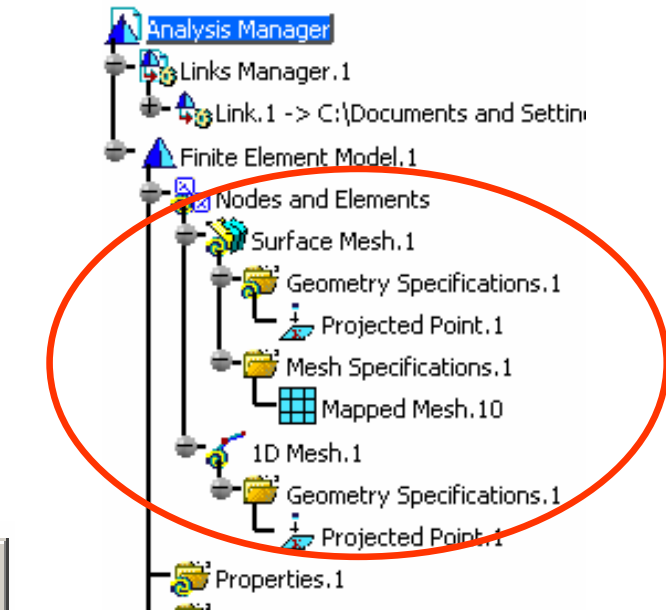 Analysis Manager
Links Manager.1
Link.1 -> C:\Documents and Settin
Finite Element Model.1
Nodes and Elements
Surface Mesh.1
Geometry Specifications.1
Projected Point.1
Mesh Specifications.1
Mapped Mesh.10
1D Mesh.1
Geometry Specifications.1
Projected Point.1
Properties.1